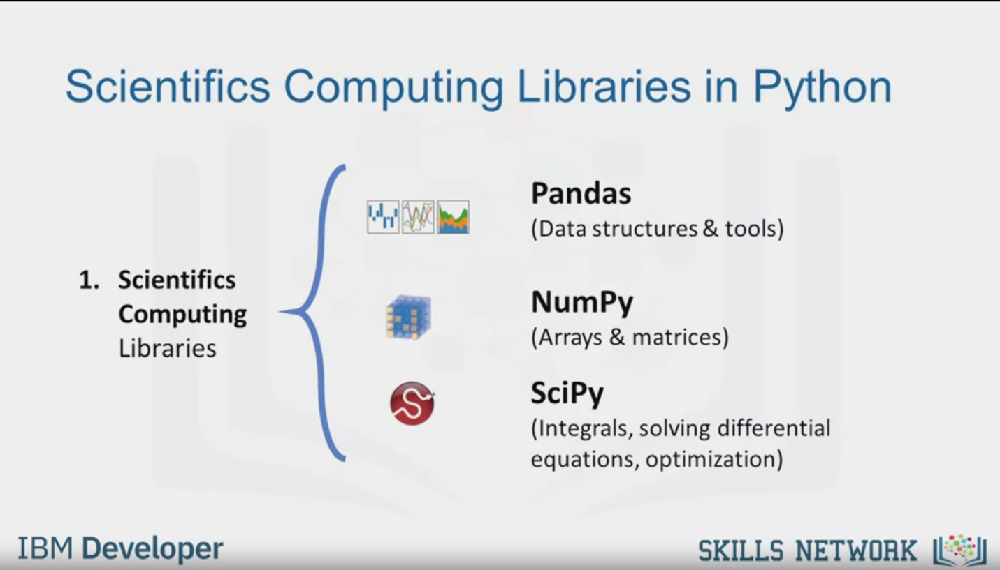 Scientifics Computing Libraries in Python
1. Scientifics
Computing
Libraries
Pandas
(Data structures & tools)
NumPy
(Arrays & matrices)
SciPy
(Integrals, solving differential
equations, optimization)
IBM Developer
SKILLS NETWORK